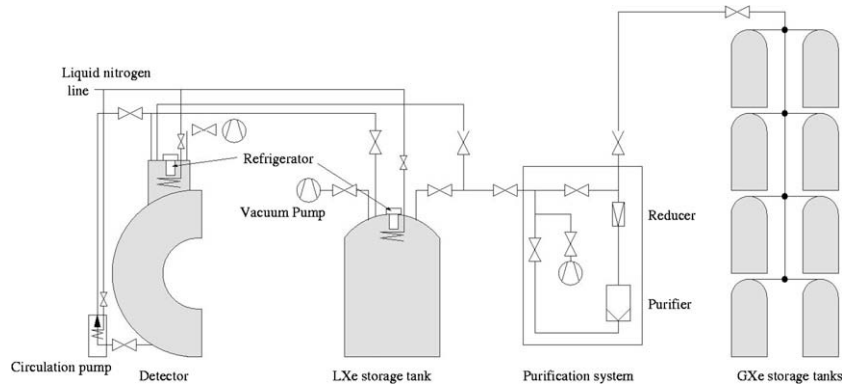 Liquid nitrogen
line
Refrigerator
Vacuum Pump
Reducer
Purifier
Circulation pump
Detector
LXe storage tank
Purification system
GXe storage tanks